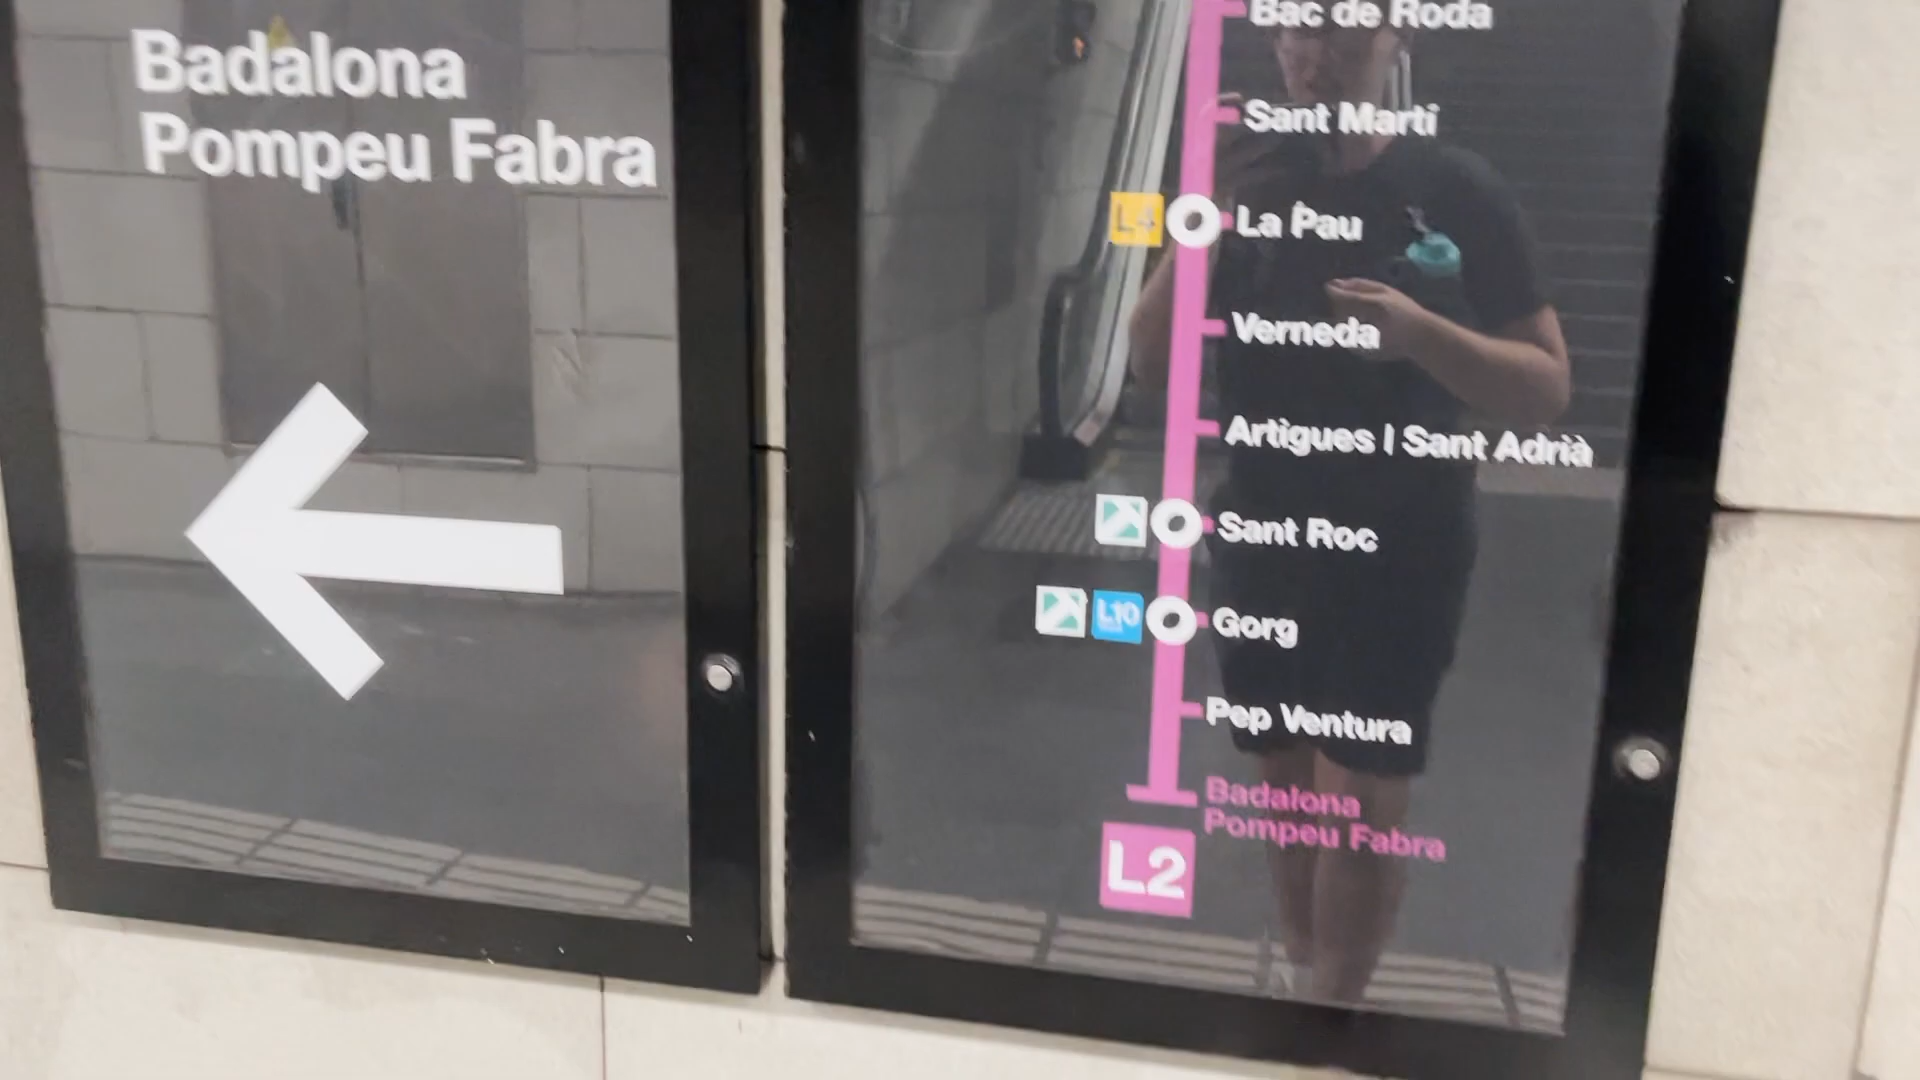 Badalona
Pompeu Fabra
Bac de Roda
Sant Martí
L4
La Pau
Verneda
Artigues | Sant Adrià
Sant Roc
L10
Gorg
Pep Ventura
Badalona
Pompeu Fabra
L2